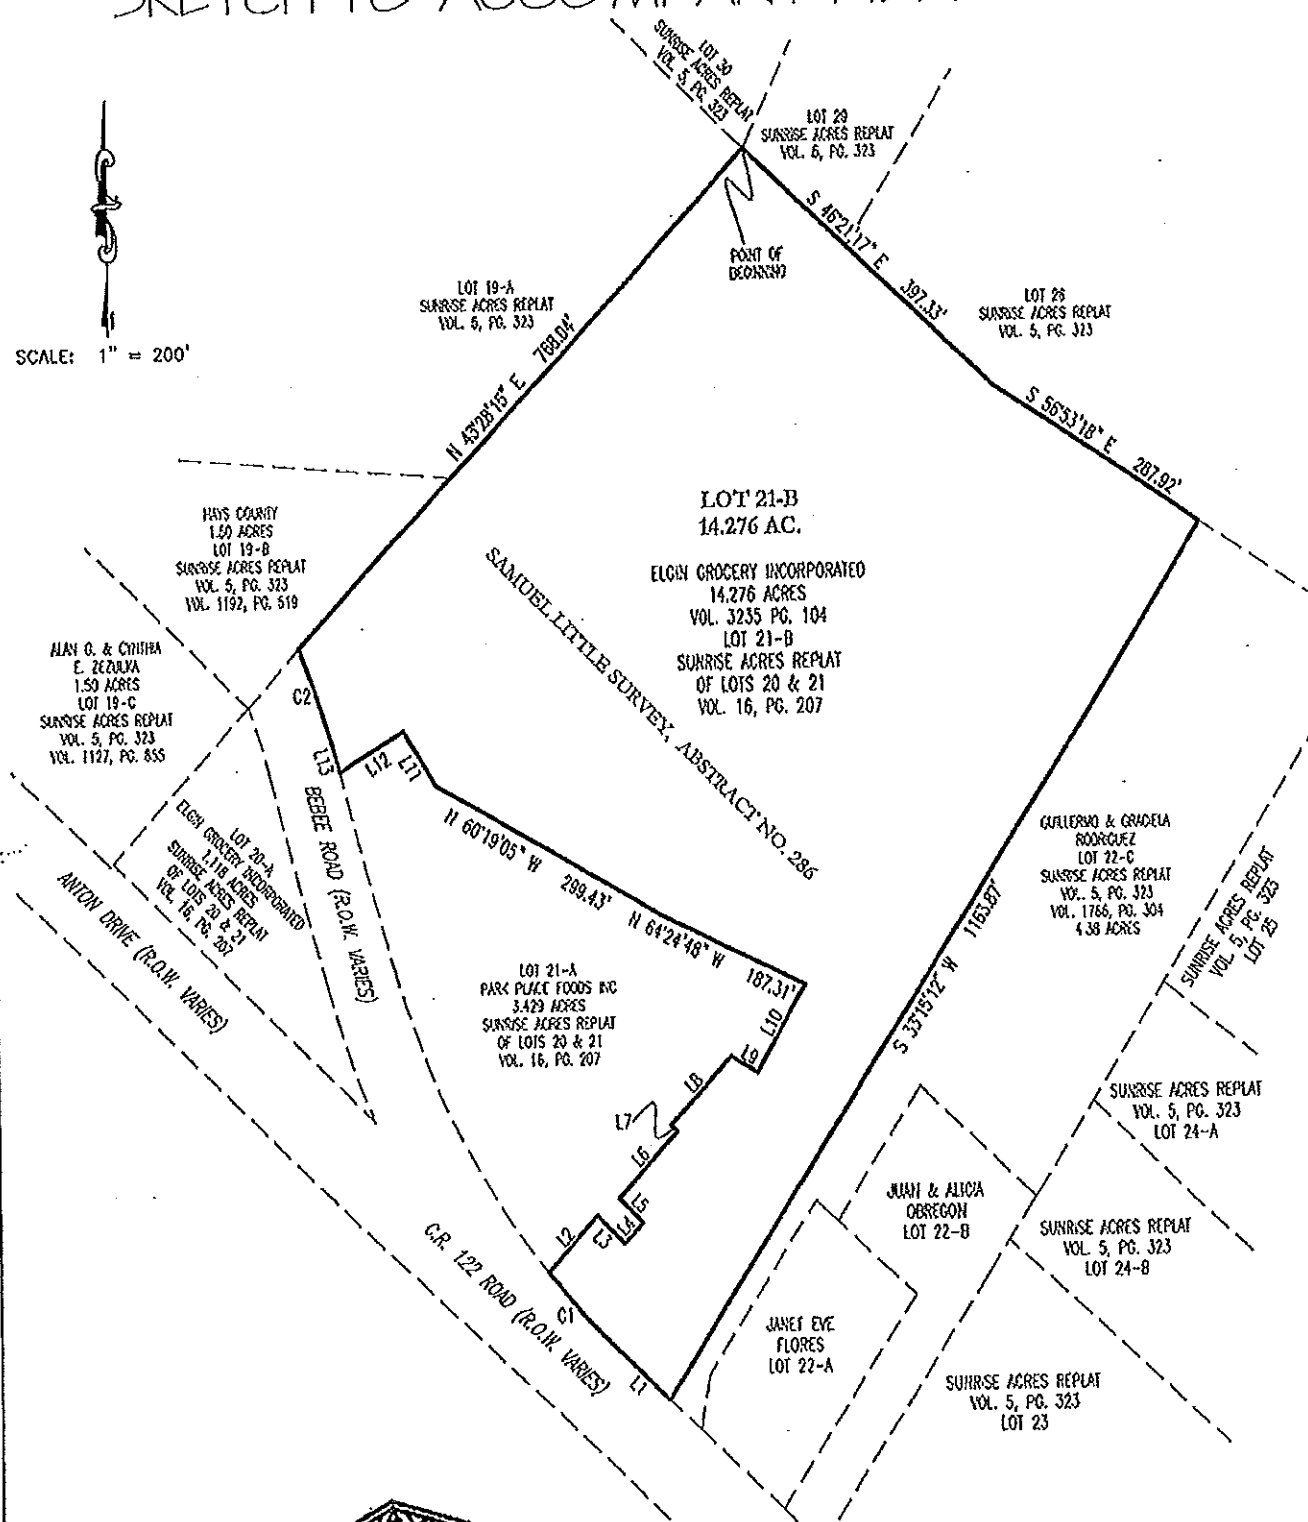 LOT 30
SUNRISE ACRES REPLAT
VOL. 5, PG. 323
LOT 29
SUNRISE ACRES REPLAT
VOL. 5, PG. 323
POINT OF
BEGINNING
S 46°21'17" E 397.33'
LOT 19-A
SUNRISE ACRES REPLAT
VOL. 5, PG. 323
LOT 26
SUNRISE ACRES REPLAT
VOL. 5, PG. 323
SCALE: 1" = 200'
N 43°28'15" E 768.04'
S 56°53'18" E 287.92'
HAYS COUNTY
1.50 ACRES
LOT 19-B
SUNRISE ACRES REPLAT
VOL. 5, PG. 323
VOL. 1192, PG. 519
LOT 21-B
14.276 AC.
ELGIN GROCERY INCORPORATED
14.276 ACRES
VOL. 3235 PG. 104
LOT 21-B
SUNRISE ACRES REPLAT
OF LOTS 20 & 21
VOL. 16, PG. 207
SAMUEL LITTLE SURVEY, ABSTRACT NO. 286
ALAN G. & CYNTHIA
E. ZEZULKA
1.50 ACRES
LOT 19-C
SUNRISE ACRES REPLAT
VOL. 5, PG. 323
VOL. 1127, PG. 855
C2
L13
L12
L11
BEBEE ROAD (R.O.W. VARIES)
N 60°19'05" W 299.43'
N 64°24'48" W 187.31'
LOT 20-A
ELGIN GROCERY INCORPORATED
1.118 ACRES
SUNRISE ACRES REPLAT
OF LOTS 20 & 21
VOL. 16, PG. 207
ANTON DRIVE (R.O.W. VARIES)
GUILLERMO & GRACIELA
RODRIGUEZ
LOT 22-C
SUNRISE ACRES REPLAT
VOL. 5, PG. 323
VOL. 1766, PG. 304
4.38 ACRES
S 33°15'12" W 1163.87'
SUNRISE ACRES REPLAT
VOL. 5, PG. 323
LOT 25
LOT 21-A
PARK PLACE FOODS INC
3.429 ACRES
SUNRISE ACRES REPLAT
OF LOTS 20 & 21
VOL. 16, PG. 207
L10
L9
L8
L7
L6
L5
L4
L3
L2
C1
L1
C.R. 122 ROAD (R.O.W. VARIES)
SUNRISE ACRES REPLAT
VOL. 5, PG. 323
LOT 24-A
JUAN & ALICIA
OBREGON
LOT 22-B
SUNRISE ACRES REPLAT
VOL. 5, PG. 323
LOT 24-B
JANET EVE
FLORES
LOT 22-A
SUNRISE ACRES REPLAT
VOL. 5, PG. 323
LOT 23